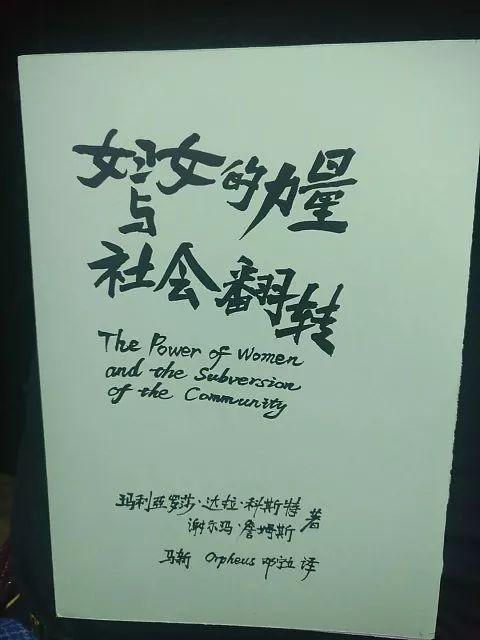 妇女的力量
与
社会翻转
The Power of Women
and the Subversion
of the Community
玛利亚罗莎·达拉·科斯特
谢尔玛·詹姆斯 著
马新 Orpheus 译